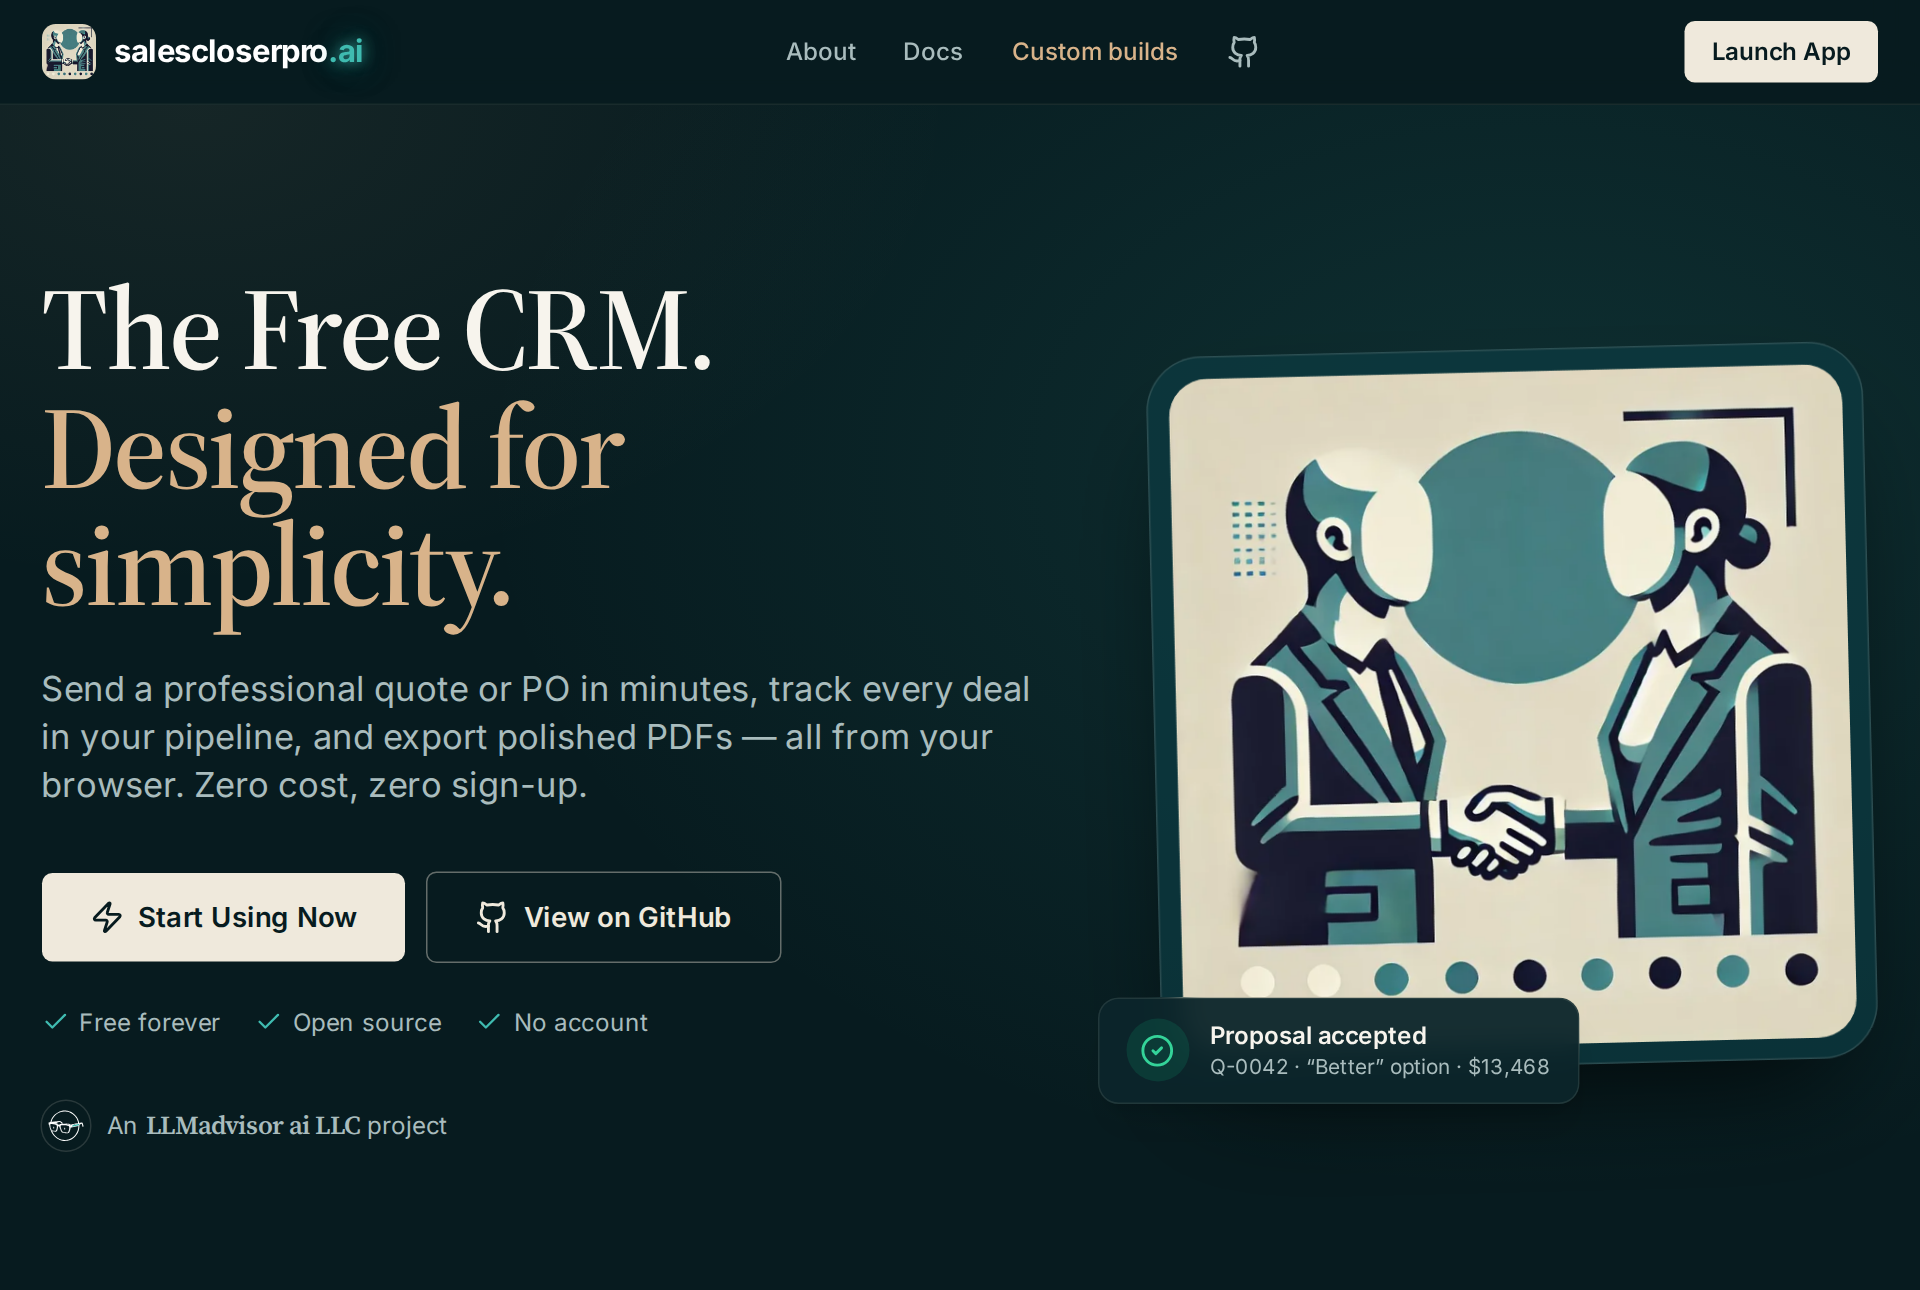 salescloserpro.ai
About
Docs
Custom builds
Launch App
The Free CRM.
Designed for
simplicity.
Send a professional quote or PO in minutes, track every deal
in your pipeline, and export polished PDFs — all from your
browser. Zero cost, zero sign-up.
Start Using Now
View on GitHub
Free forever
Open source
No account
An LLMadvisor ai LLC project
Proposal accepted
Q-0042 · “Better” option · $13,468